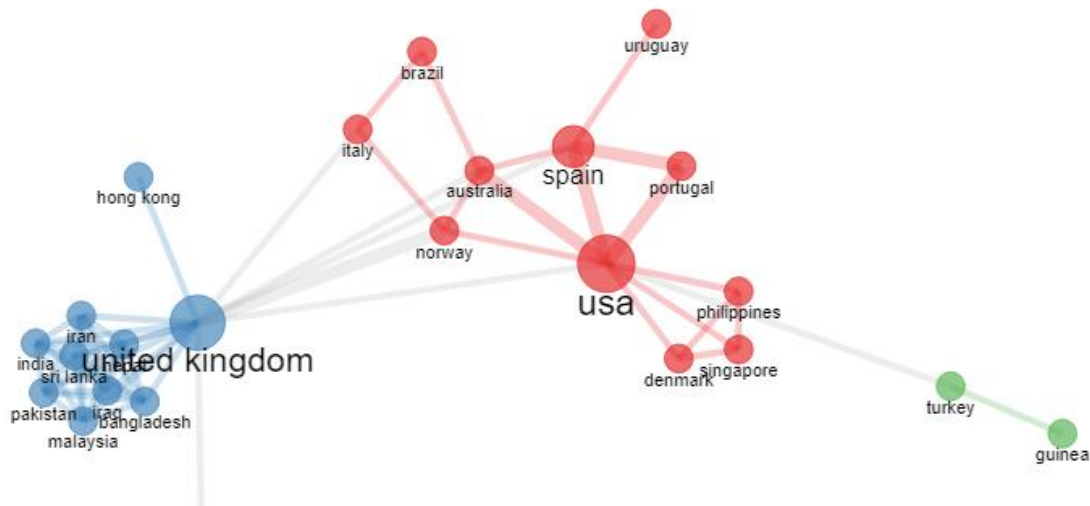 uruguay
brazil
italy
spain
australia
portugal
hong kong
norway
usa
philippines
iran
united kingdom
india
nepal
sri lanka
singapore
denmark
turkey
pakistan
iraq
bangladesh
malaysia
guinea